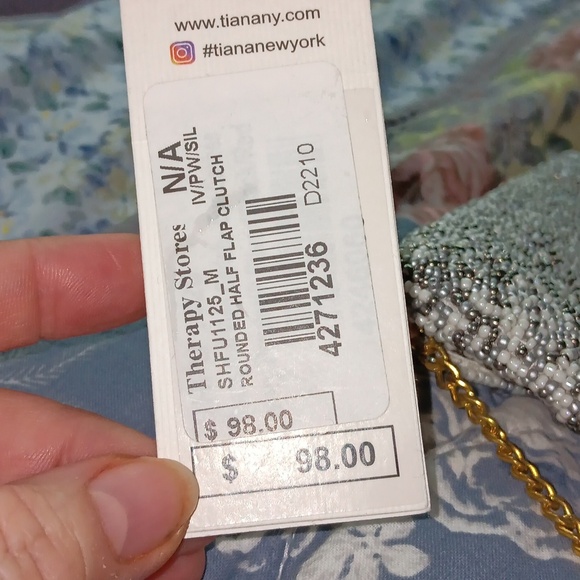 www.tianany.com
#tiananewyork
Therapy Stores N/A
SHFU1125_M IV/PW/SIL
ROUNDED HALF FLAP CLUTCH
4271236 D2210
$ 98.00
$ 98.00